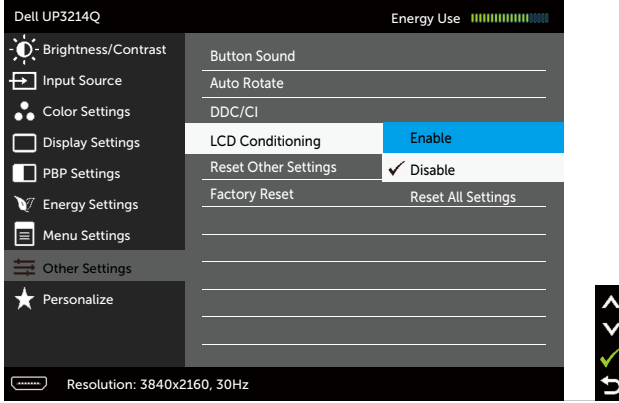 Dell UP3214Q
Energy Use
Brightness/Contrast
Input Source
Color Settings
Display Settings
PBP Settings
Energy Settings
Menu Settings
Other Settings
Personalize
Button Sound
Auto Rotate
DDC/CI
LCD Conditioning
Enable
Reset Other Settings
Disable
Factory Reset
Reset All Settings
Resolution: 3840x2160, 30Hz